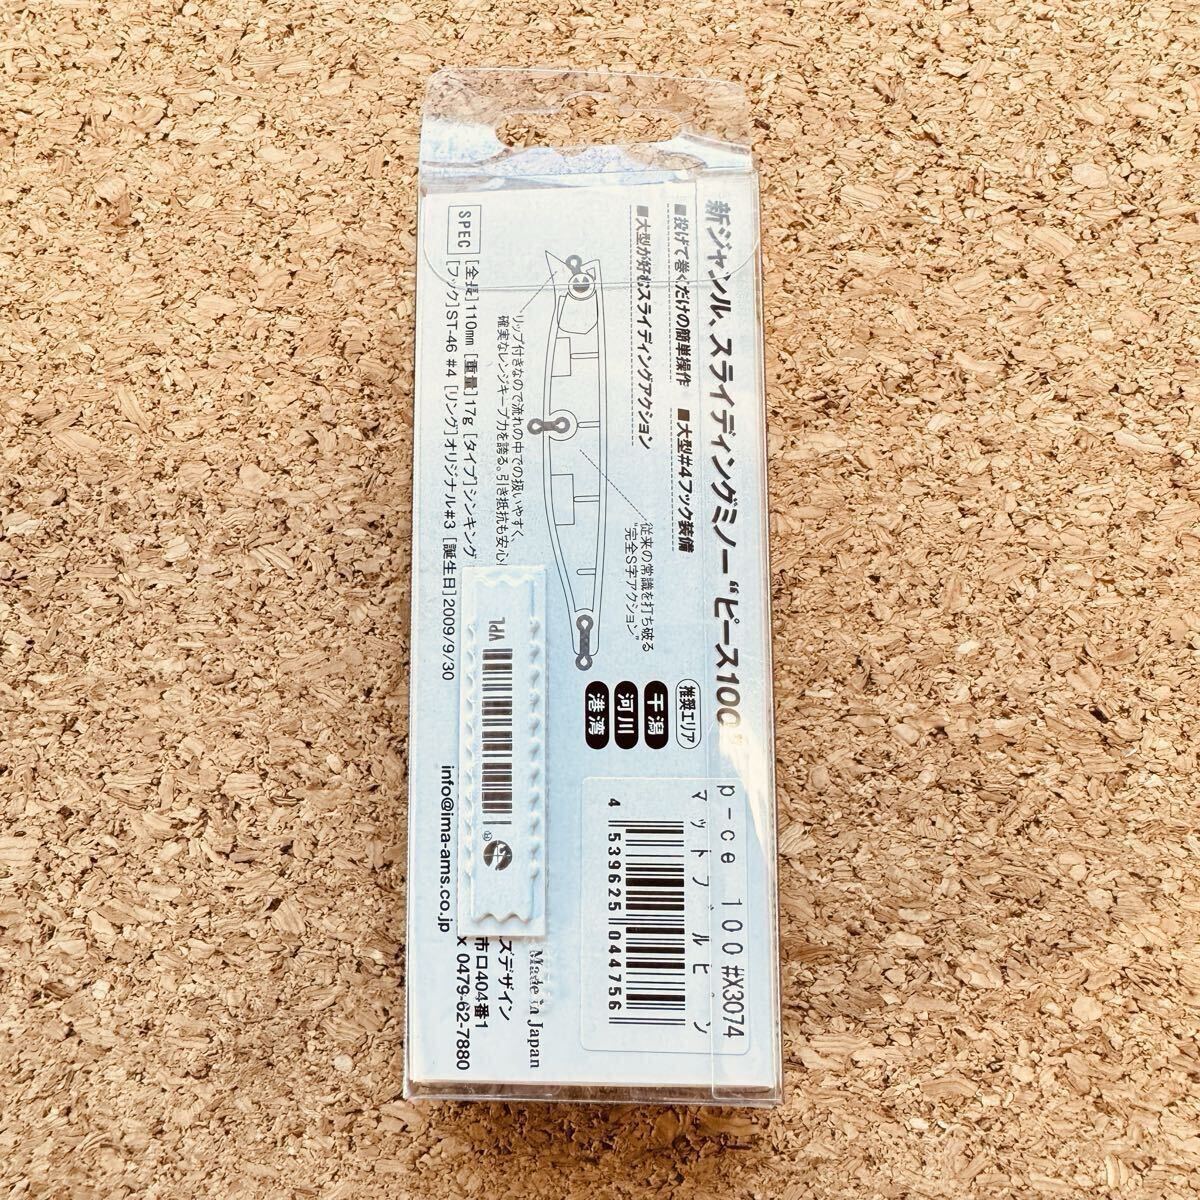 新ジャンル、スライディングミノー“ピース100”
■投げて巻くだけの簡単操作 ■大型#4フック装備
■大型が好むスライディングアクション
従来の常識を打ち破る
“完全S字アクション”
リップ付きなので流れの中での扱いやすく、
確実なレンジキープ力を誇る。引き抵抗も安心!
SPEC
[全長]110mm [重量]17g [タイプ]シンキング
[フック]ST-46 #4 [リング]オリジナル#3 [誕生日]2009/9/30
推奨エリア
干潟
河川
港湾
p-ce 100 #X3074
マットブルピン
4 539625 044756
VPL
Made in Japan
ズデザイン
市ロ404番1
x 0479-62-7880
info@ima-ams.co.jp